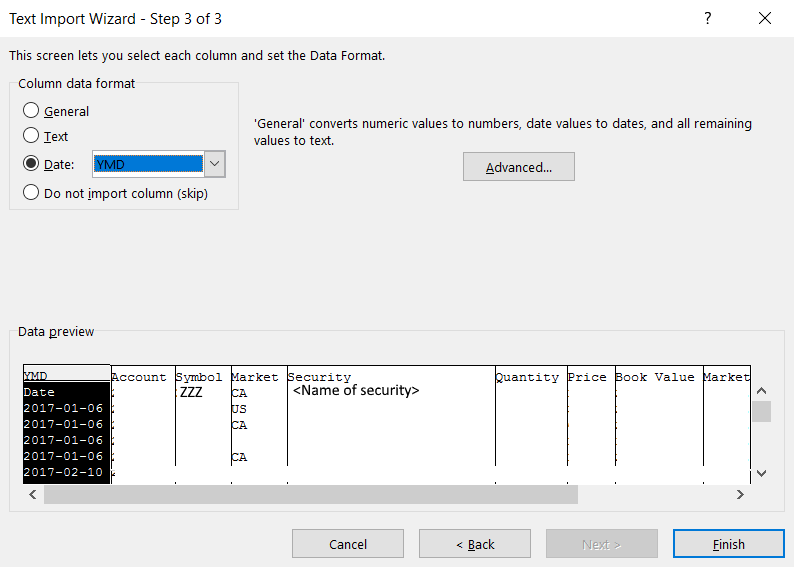 Text Import Wizard - Step 3 of 3
?
This screen lets you select each column and set the Data Format.
Column data format
General
Text
Date: YMD
Do not import column (skip)
'General' converts numeric values to numbers, date values to dates, and all remaining
values to text.
Advanced...
Data preview
YMD Account Symbol Market Security Quantity Price Book Value Market
Date ZZZ CA <Name of security>
2017-01-06 US
2017-01-06 CA
2017-01-06
2017-01-06 CA
2017-02-10
Cancel < Back Next > Finish